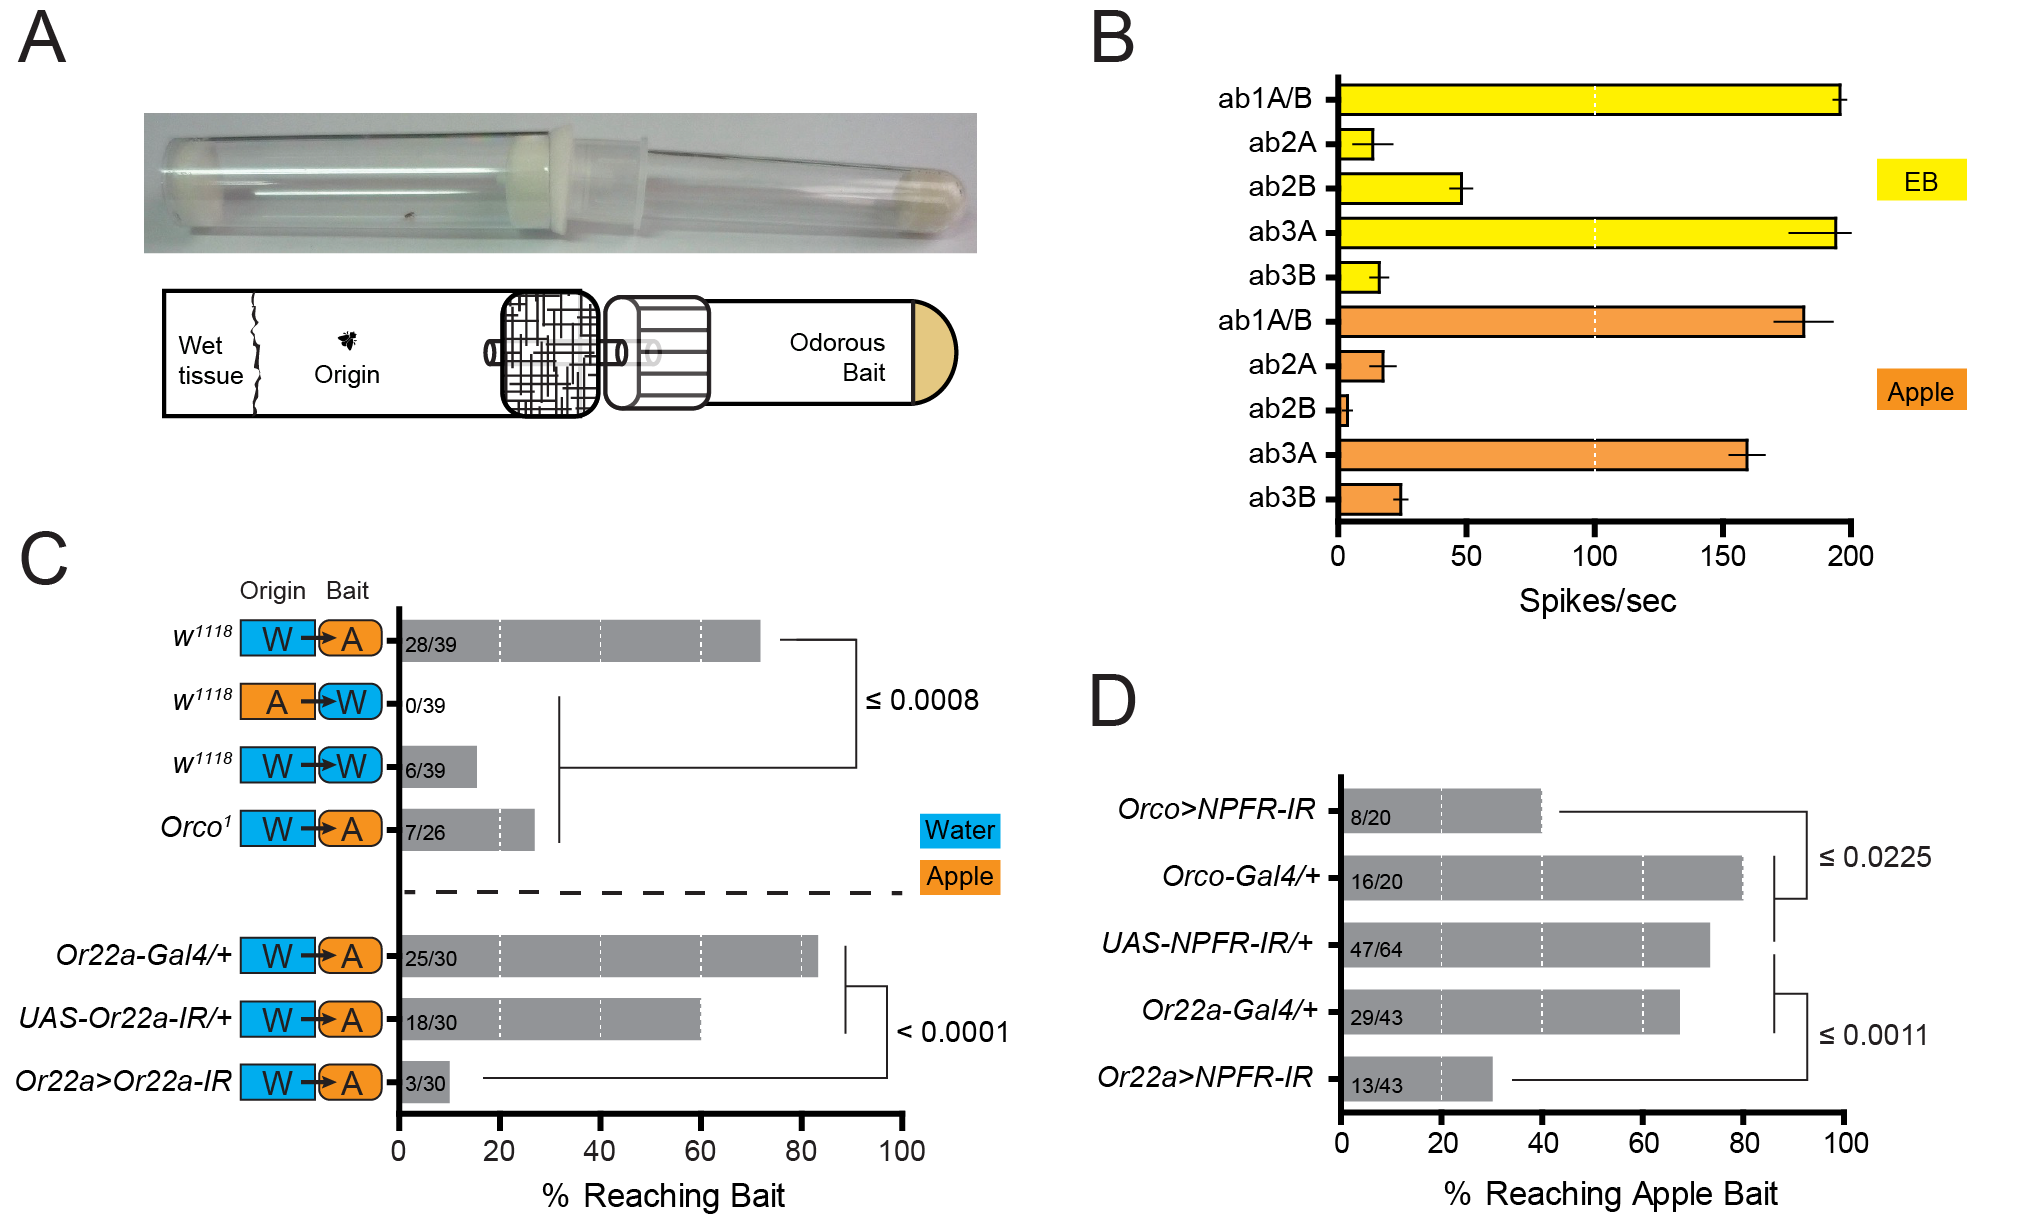 A
Wet
tissue
Origin
Odorous
Bait
B
ab1A/B
ab2A
ab2B
ab3A
ab3B
ab1A/B
ab2A
ab2B
ab3A
ab3B
EB
Apple
0 50 100 150 200
Spikes/sec
C
Origin Bait
w1118 W A 28/39
w1118 A W 0/39
w1118 W W 6/39
Orco1 W A 7/26
≤ 0.0008
Water
Apple
Or22a-Gal4/+ W A 25/30
UAS-Or22a-IR/+ W A 18/30
Or22a>Or22a-IR W A 3/30
< 0.0001
0 20 40 60 80 100
% Reaching Bait
D
Orco>NPFR-IR 8/20
Orco-Gal4/+ 16/20
UAS-NPFR-IR/+ 47/64
Or22a-Gal4/+ 29/43
Or22a>NPFR-IR 13/43
≤ 0.0225
≤ 0.0011
0 20 40 60 80 100
% Reaching Apple Bait